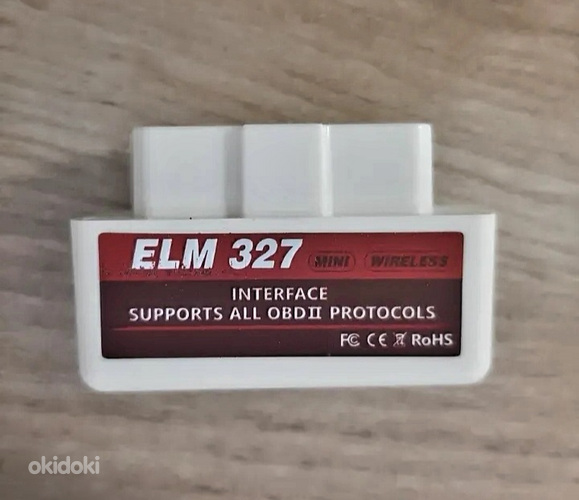 ELM 327 MINI WIRELESS
INTERFACE
SUPPORTS ALL OBDII PROTOCOLS
FC CE RoHS
okidoki